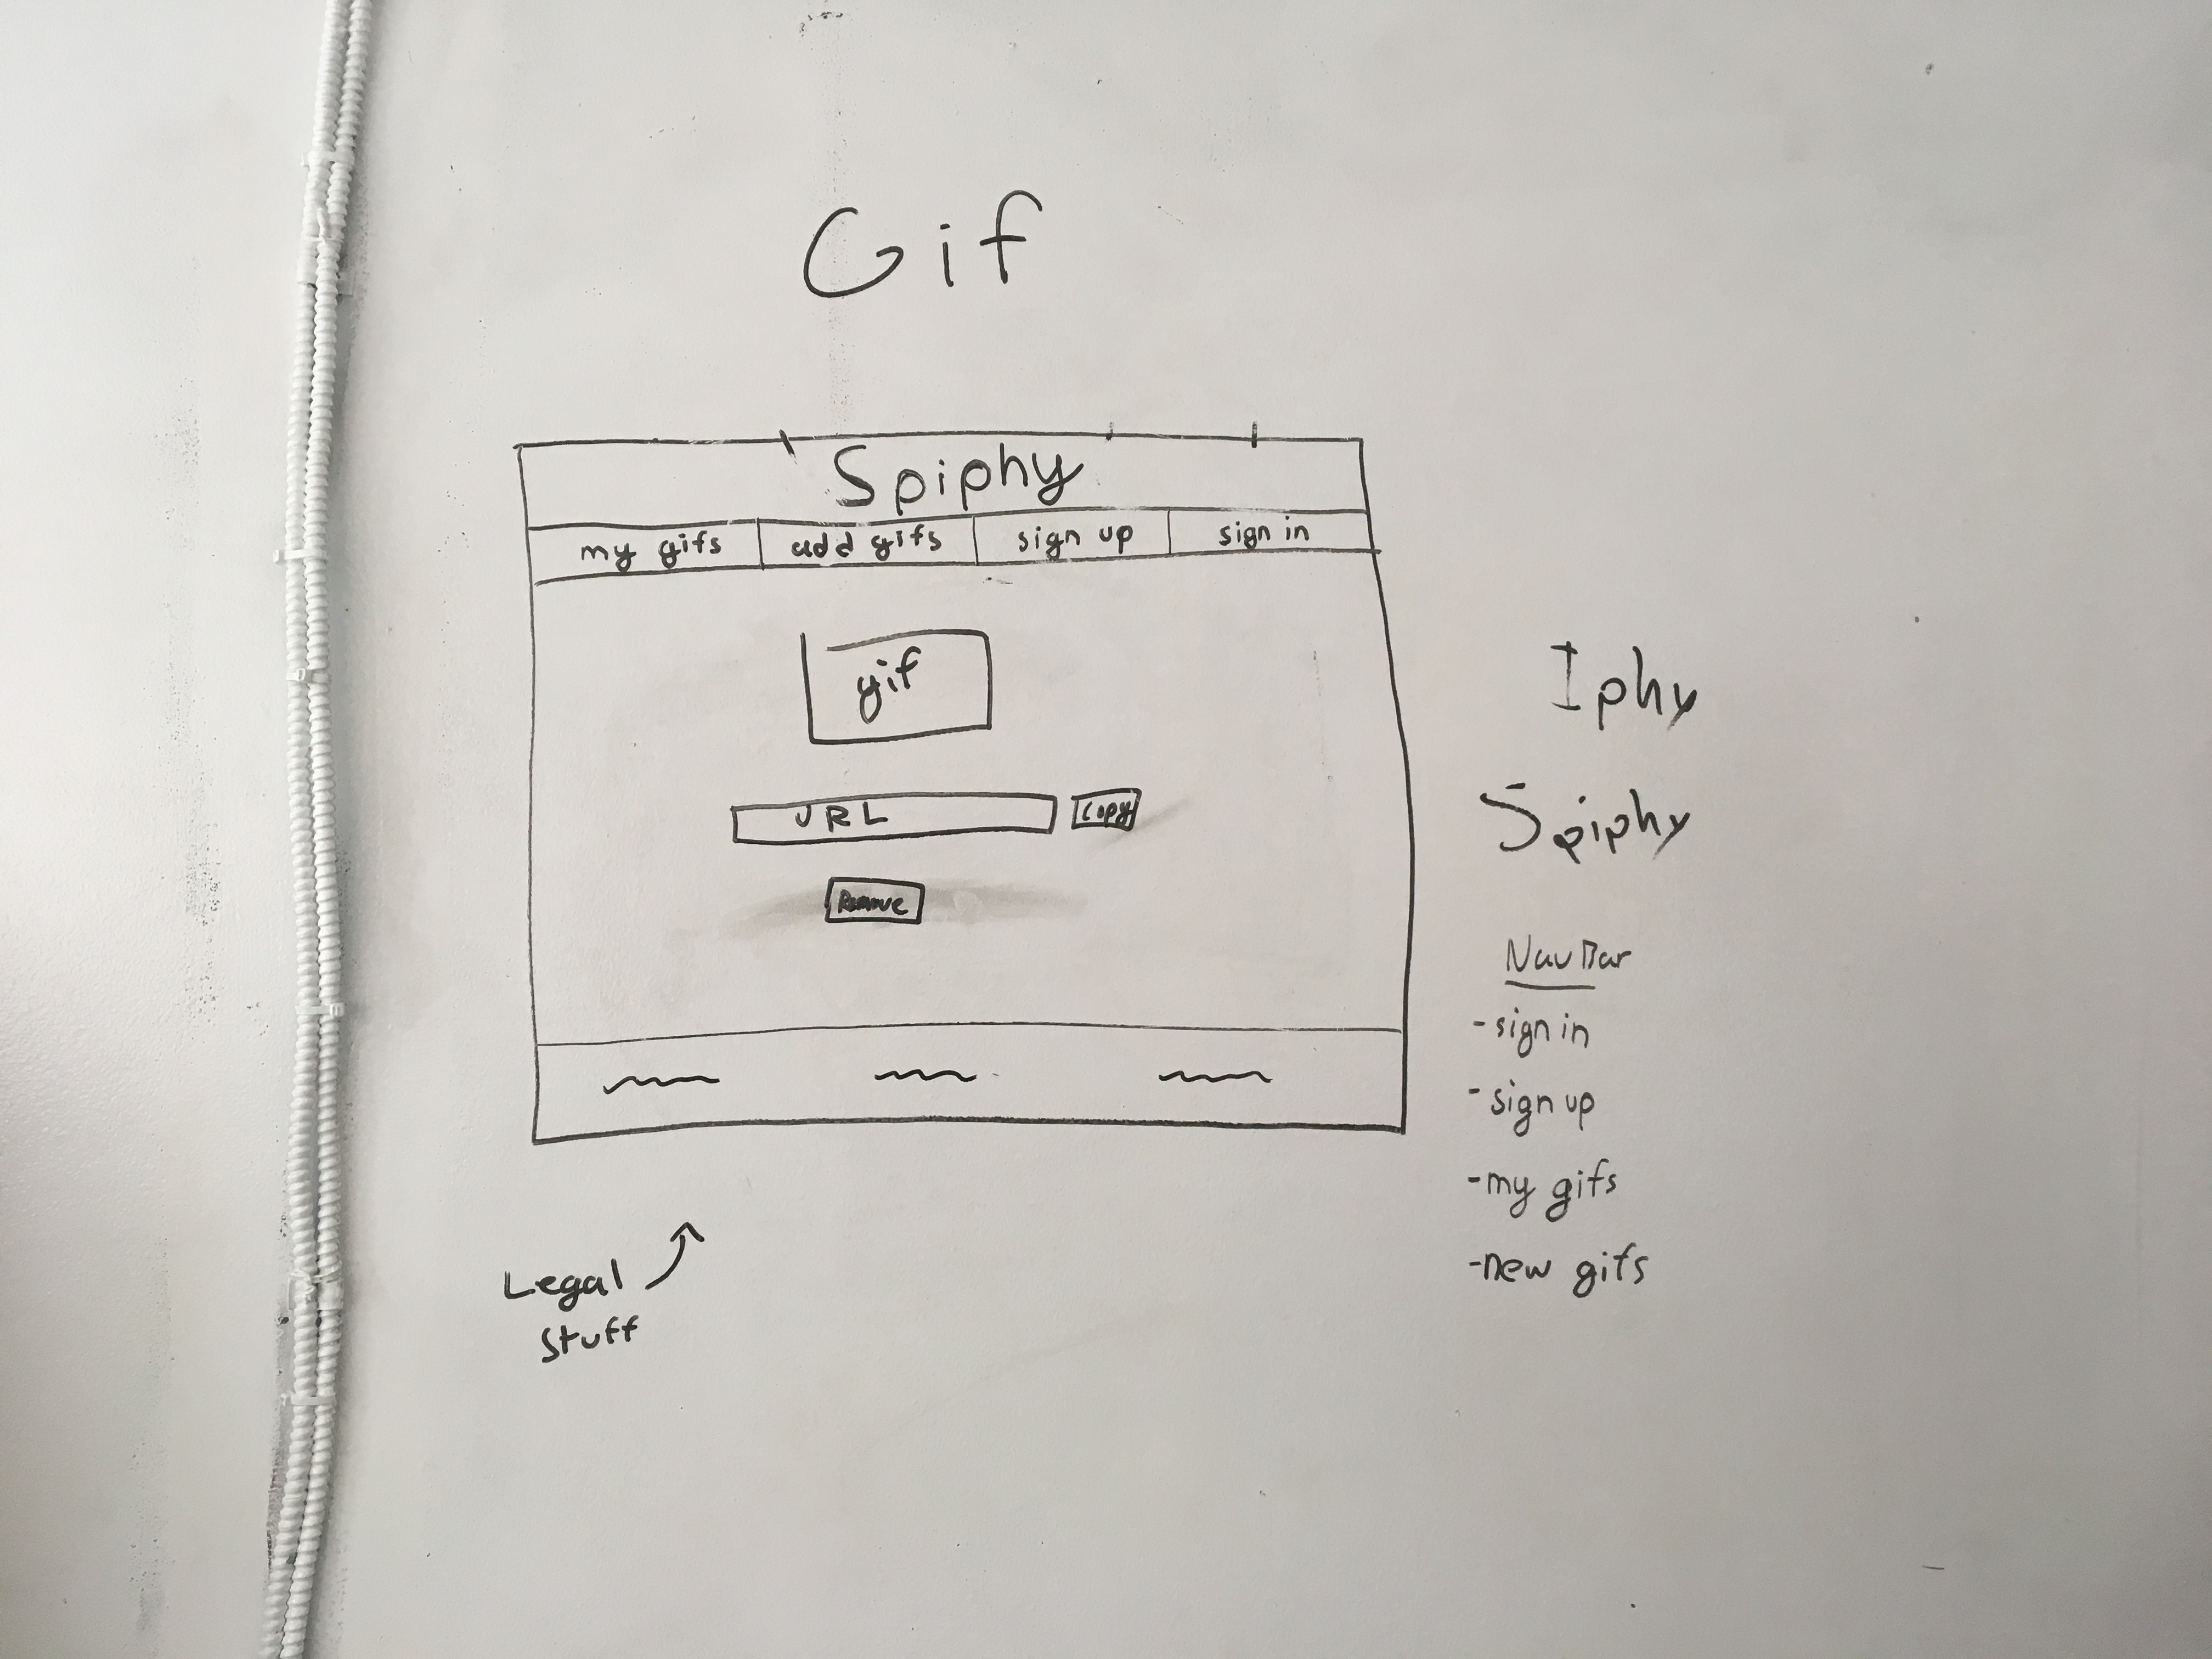 Gif
Spiphy
my gifs add gifs sign up sign in
gif
URL Copy
Remove
Legal
stuff
Iphy
Spiphy
NavBar
- sign in
- sign up
- my gifs
- new gifs